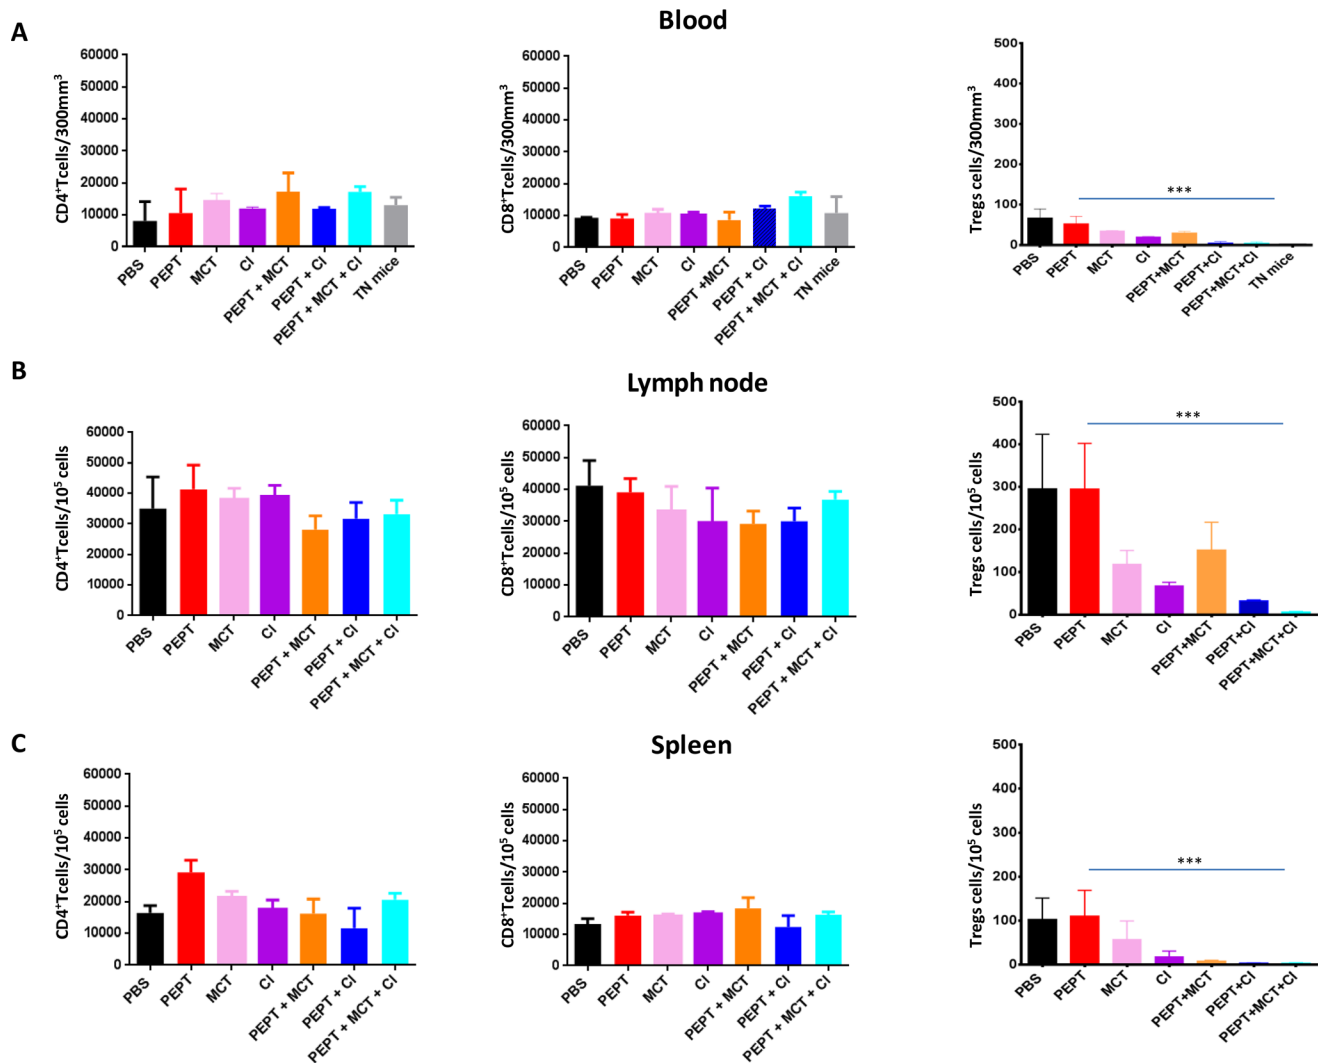 A
Blood
CD4⁺Tcells/300mm³
60000
50000
40000
30000
20000
10000
0
PBS
PEPT
MCT
CI
PEPT + MCT
PEPT + CI
PEPT + MCT + CI
TN mice
CD8⁺Tcells/300mm³
60000
50000
40000
30000
20000
10000
0
PBS
PEPT
MCT
CI
PEPT +MCT
PEPT + CI
PEPT + MCT + CI
TN mice
Tregs cells/300mm³
500
400
300
200
100
0
***
PBS
PEPT
MCT
CI
PEPT+MCT
PEPT+CI
PEPT+MCT+CI
TN mice
B
Lymph node
CD4⁺Tcells/10⁵ cells
60000
50000
40000
30000
20000
10000
0
PBS
PEPT
MCT
CI
PEPT + MCT
PEPT + CI
PEPT + MCT + CI
CD8⁺Tcells/10⁵ cells
60000
50000
40000
30000
20000
10000
0
PBS
PEPT
MCT
CI
PEPT + MCT
PEPT + CI
PEPT + MCT + CI
Tregs cells/10⁵ cells
500
400
300
200
100
0
***
PBS
PEPT
MCT
CI
PEPT+MCT
PEPT+CI
PEPT+MCT+CI
C
Spleen
CD4⁺Tcells/10⁵ cells
60000
50000
40000
30000
20000
10000
0
PBS
PEPT
MCT
CI
PEPT + MCT
PEPT + CI
PEPT + MCT + CI
CD8⁺Tcells/10⁵ cells
60000
50000
40000
30000
20000
10000
0
PBS
PEPT
MCT
CI
PEPT + MCT
PEPT + CI
PEPT + MCT + CI
Tregs cells/10⁵ cells
500
400
300
200
100
0
***
PBS
PEPT
MCT
CI
PEPT+MCT
PEPT+CI
PEPT+MCT+CI